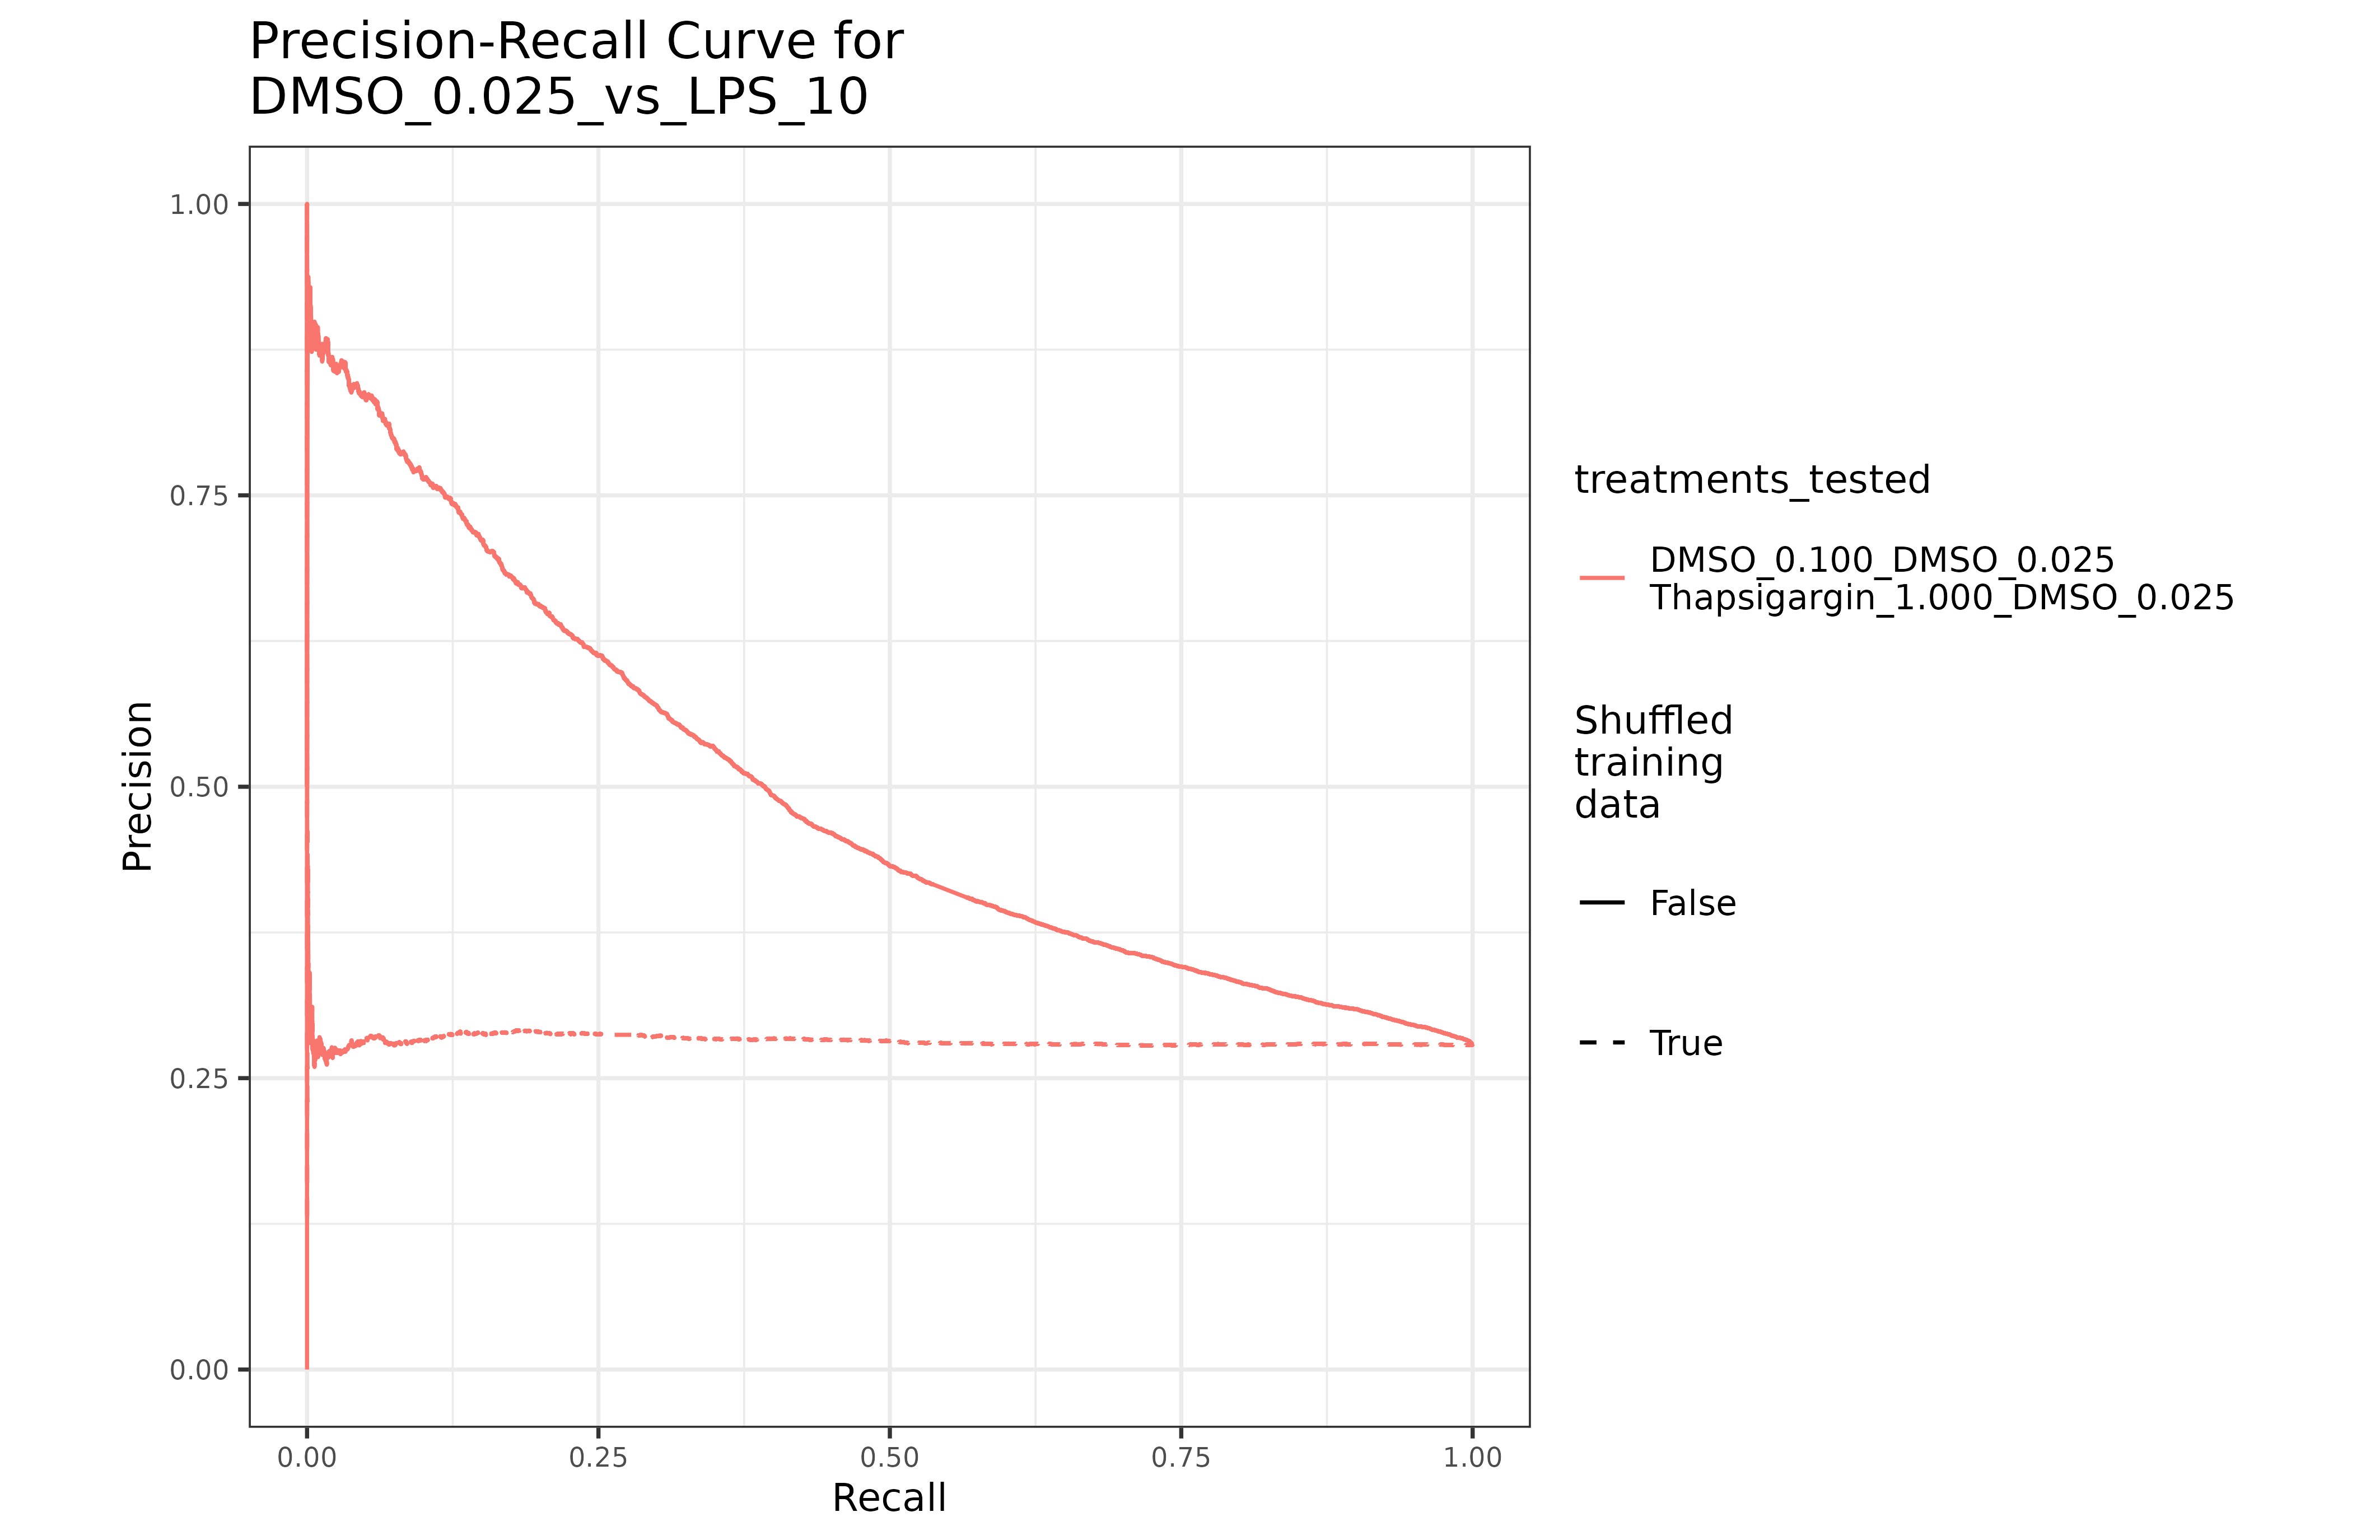 Precision-Recall Curve for
DMSO_0.025_vs_LPS_10
1.00
0.75
0.50
0.25
0.00
Precision
0.00
0.25
0.50
0.75
1.00
Recall
treatments_tested
DMSO_0.100_DMSO_0.025
Thapsigargin_1.000_DMSO_0.025
Shuffled
training
data
False
True